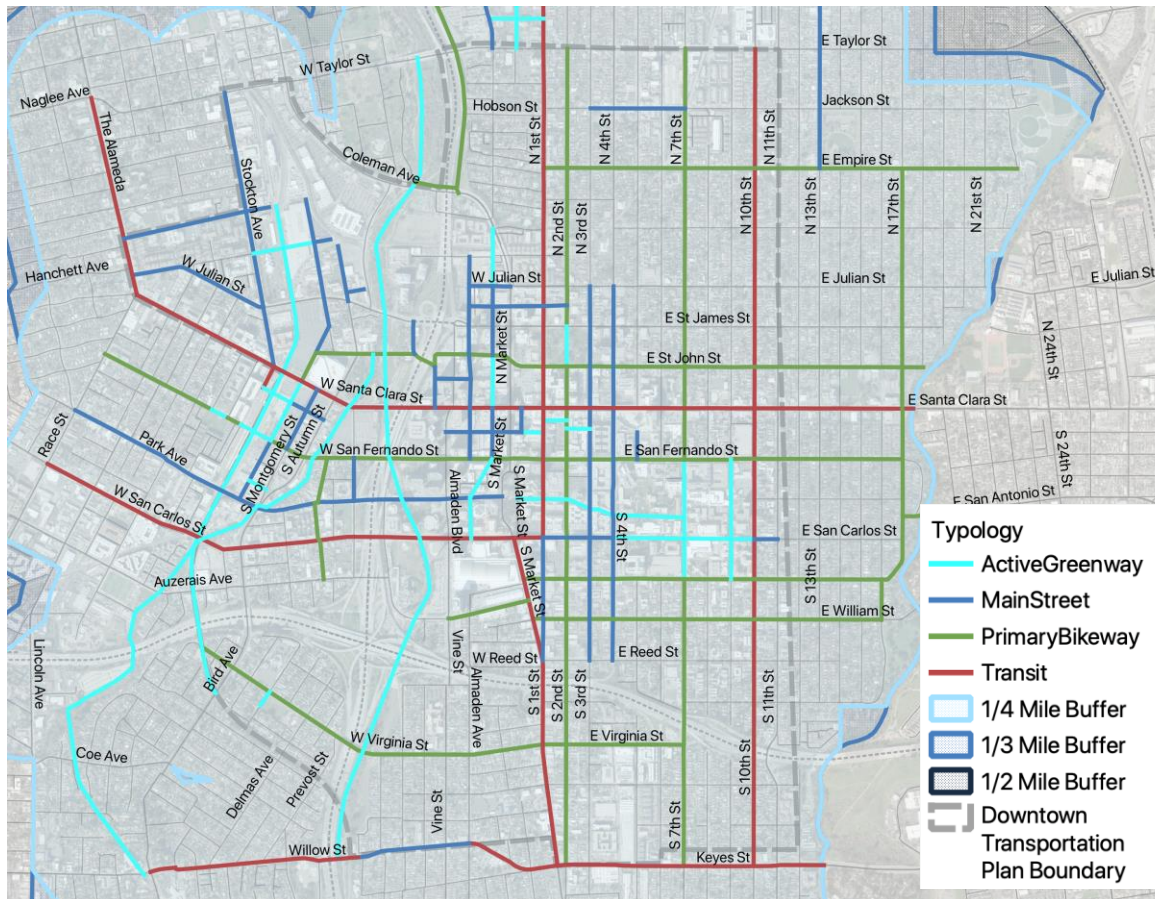 E Taylor St
W Taylor St
Naglee Ave
The Alameda
Hobson St
Jackson St
N 1st St
N 4th St
N 7th St
N 11th St
Coleman Ave
Stockton Ave
E Empire St
N 2nd St
N 3rd St
N 10th St
N 13th St
N 17th St
N 21st St
Hanchett Ave
W Julian St
W Julian St
E Julian St
E Julian St
E St James St
N Market St
E St John St
N 24th St
W Santa Clara St
E Santa Clara St
Race St
Park Ave
S Montgomery St
S Autumn St
S Market St
W San Fernando St
E San Fernando St
S 24th St
W San Carlos St
Almaden Blvd
S Market St
S 4th St
E San Antonio St
E San Carlos St
Auzerais Ave
S Market St
S 13th St
E William St
Lincoln Ave
Bird Ave
Vine St
W Reed St
E Reed St
Almaden Ave
S 1st St
S 2nd St
S 3rd St
S 11th St
W Virginia St
E Virginia St
Coe Ave
Delmas Ave
Prevost St
S 10th St
Vine St
S 7th St
Willow St
Keyes St
Typology
ActiveGreenway
MainStreet
PrimaryBikeway
Transit
1/4 Mile Buffer
1/3 Mile Buffer
1/2 Mile Buffer
Downtown
Transportation
Plan Boundary